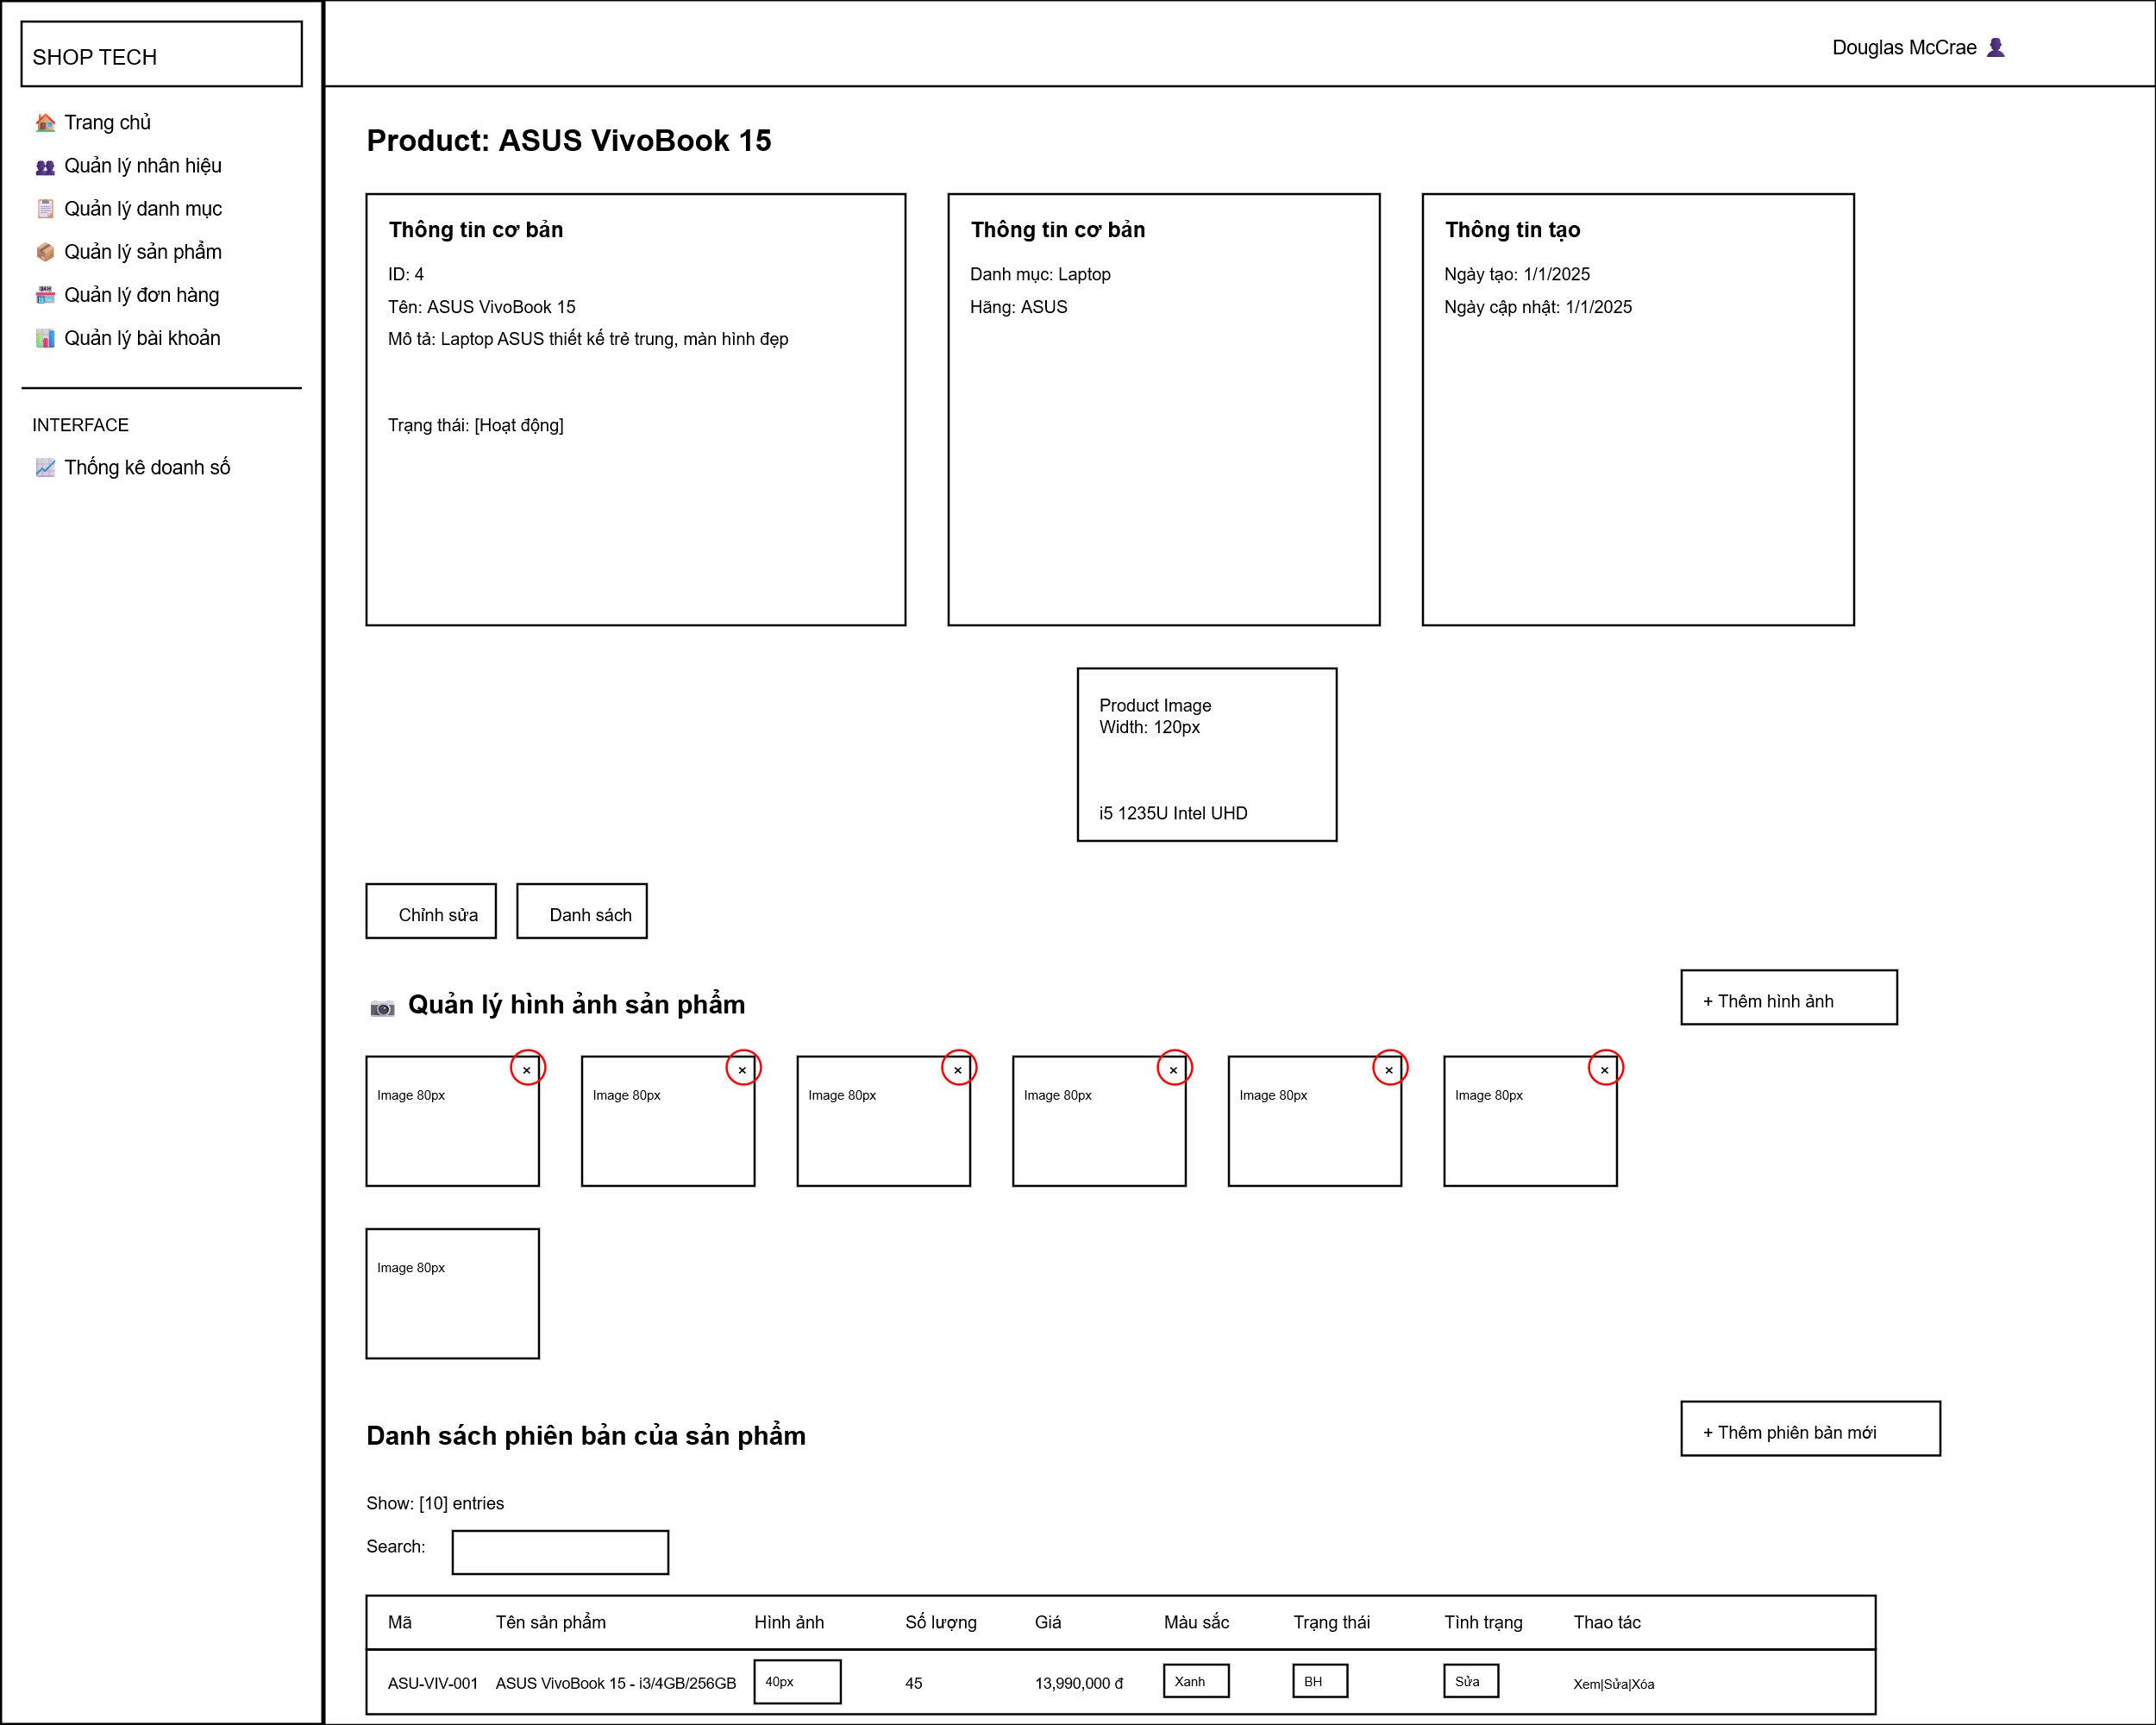 SHOP TECH
Trang chủ
Quản lý nhân hiệu
Quản lý danh mục
Quản lý sản phẩm
Quản lý đơn hàng
Quản lý bài khoản
INTERFACE
Thống kê doanh số
Douglas McCrae
Product: ASUS VivoBook 15
Thông tin cơ bản
ID: 4
Tên: ASUS VivoBook 15
Mô tả: Laptop ASUS thiết kế trẻ trung, màn hình đẹp
Trạng thái: [Hoạt động]
Thông tin cơ bản
Danh mục: Laptop
Hãng: ASUS
Thông tin tạo
Ngày tạo: 1/1/2025
Ngày cập nhật: 1/1/2025
Product Image
Width: 120px
i5 1235U Intel UHD
Chỉnh sửa
Danh sách
Quản lý hình ảnh sản phẩm
+ Thêm hình ảnh
Image 80px ×
Image 80px ×
Image 80px ×
Image 80px ×
Image 80px ×
Image 80px ×
Image 80px
Danh sách phiên bản của sản phẩm
+ Thêm phiên bản mới
Show: [10] entries
Search:
Mã Tên sản phẩm Hình ảnh Số lượng Giá Màu sắc Trạng thái Tình trạng Thao tác
ASU-VIV-001 ASUS VivoBook 15 - i3/4GB/256GB 40px 45 13,990,000 đ Xanh BH Sửa Xem|Sửa|Xóa